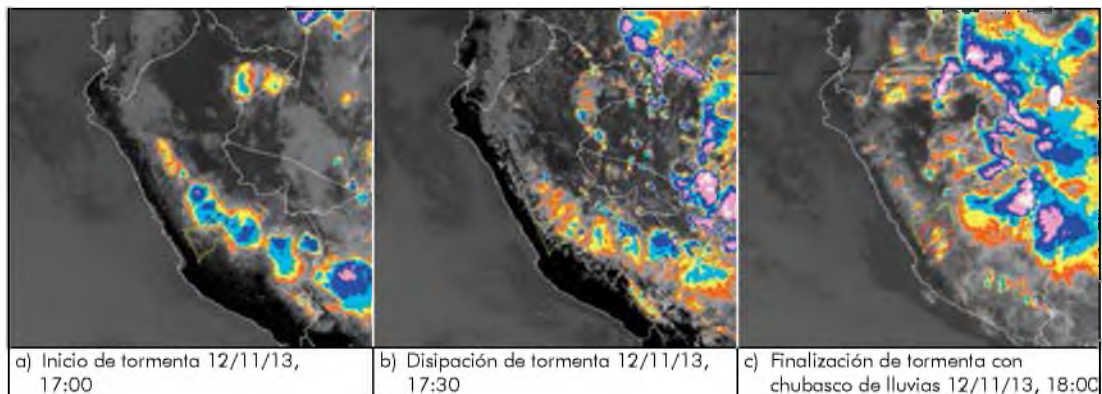 a) Inicio de tormenta 12/11/13,
17:00
b) Disipación de tormenta 12/11/13,
17:30
c) Finalización de tormenta con
chubasco de lluvias 12/11/13, 18:00